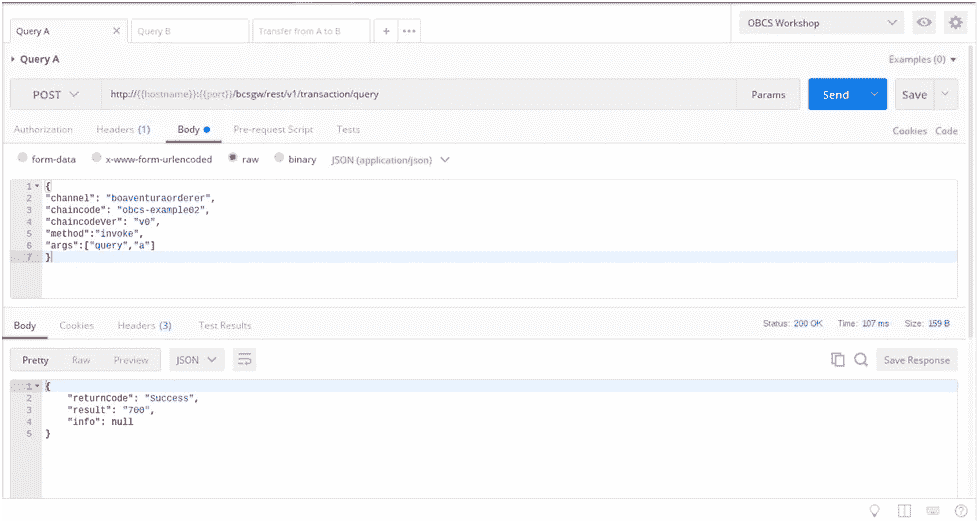 Query A
Query B
Transfer from A to B
OBCS Workshop
Query A
Examples (0)
POST http://{{hostname}}:{{port}}/bcsgw/rest/v1/transaction/query Params Send Save
Authorization Headers (1) Body Pre-request Script Tests Cookies Code
form-data x-www-form-urlencoded raw binary JSON (application/json)
1 {
2 "channel": "boaventuraorderer",
3 "chaincode": "obcs-example02",
4 "chaincodeVer": "v0",
5 "method":"invoke",
6 "args":["query","a"]
7 }
Body Cookies Headers (3) Test Results Status: 200 OK Time: 107 ms Size: 159 B
Pretty Raw Preview JSON Save Response
1 {
2 "returnCode": "Success",
3 "result": "700",
4 "info": null
5 }